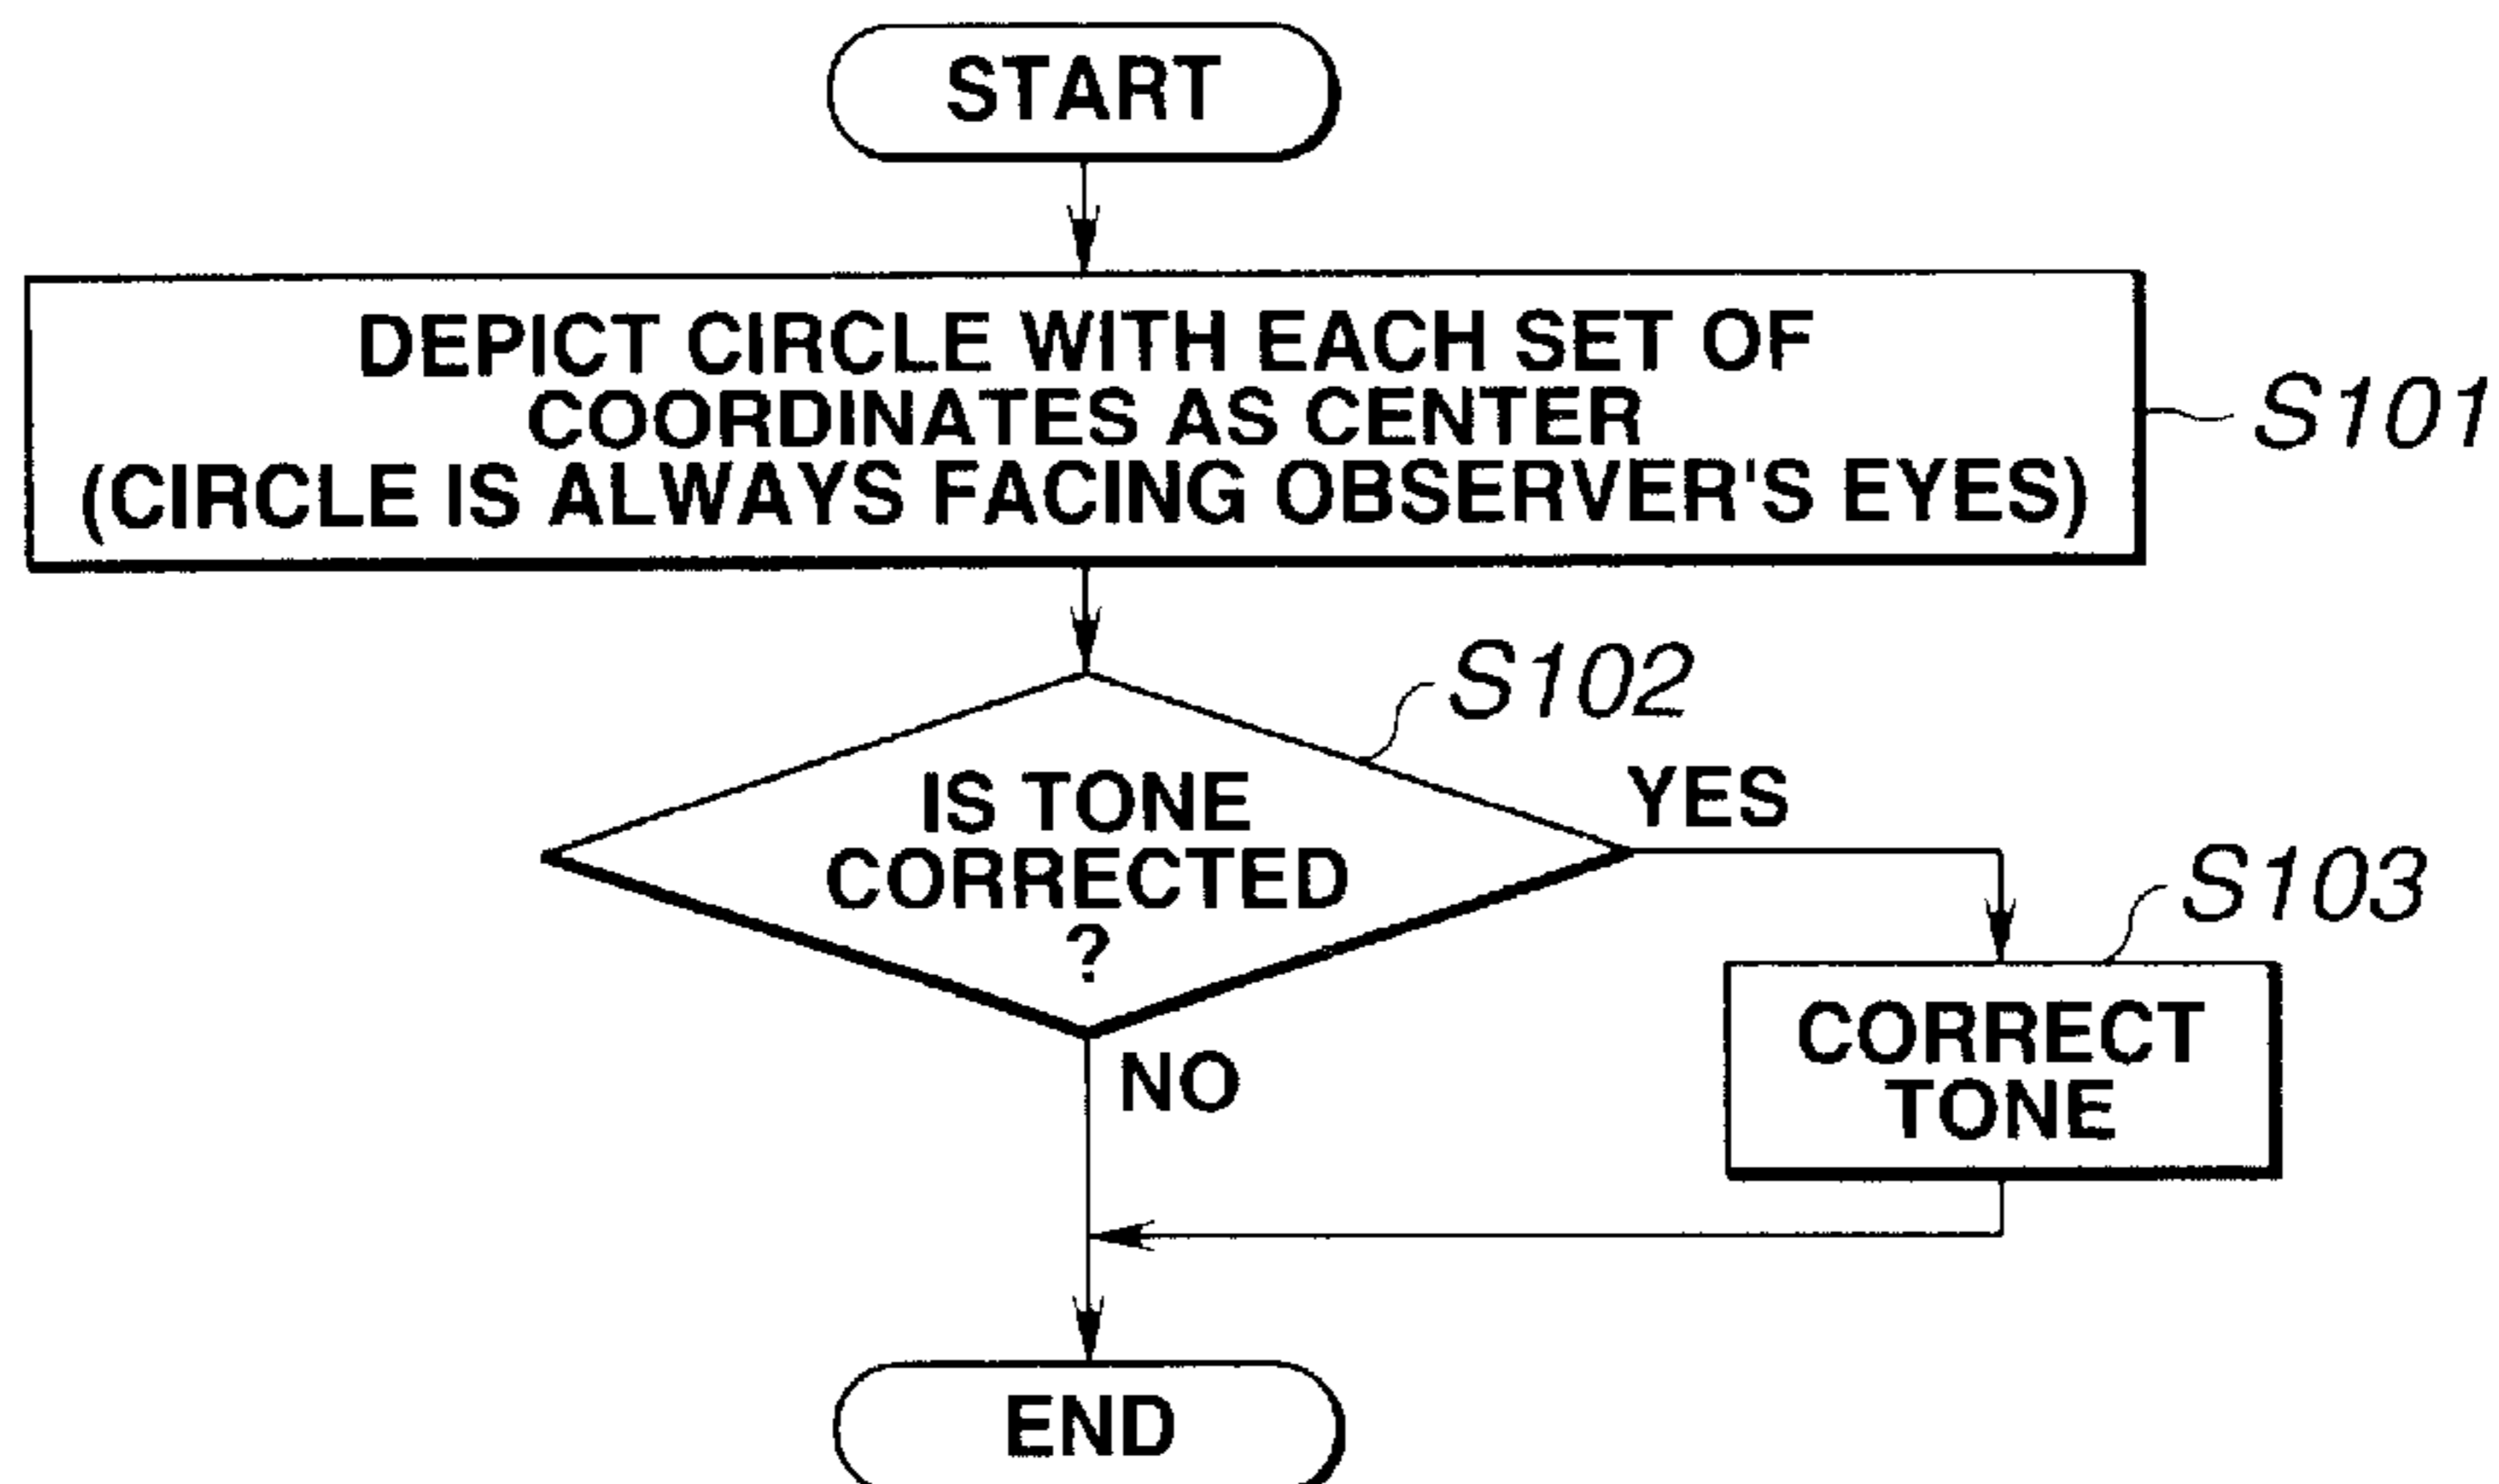 START
DEPICT CIRCLE WITH EACH SET OF
COORDINATES AS CENTER
(CIRCLE IS ALWAYS FACING OBSERVER'S EYES)
S101
S102
IS TONE
CORRECTED
?
YES
S103
CORRECT
TONE
NO
END